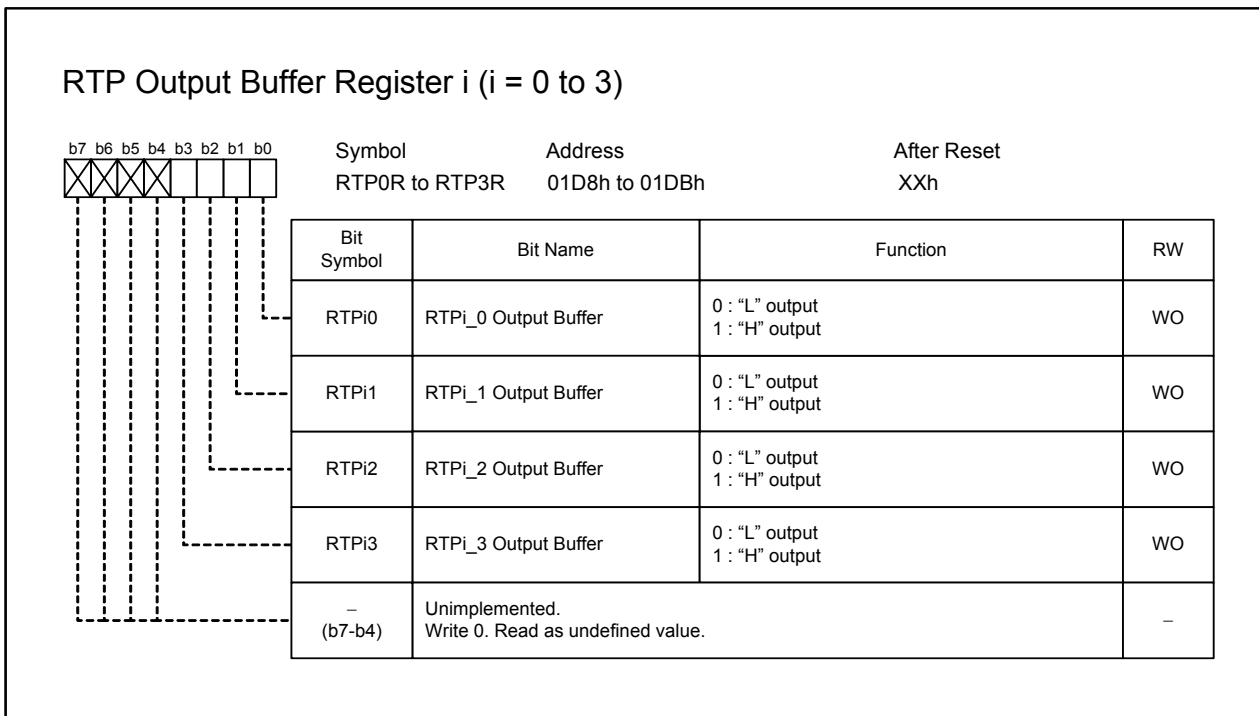 RTP Output Buffer Register i (i = 0 to 3)
b7 b6 b5 b4 b3 b2 b1 b0
Symbol Address After Reset
RTP0R to RTP3R 01D8h to 01DBh XXh
Bit Symbol Bit Name Function RW
RTPi0 RTPi_0 Output Buffer 0 : “L” output
1 : “H” output WO
RTPi1 RTPi_1 Output Buffer 0 : “L” output
1 : “H” output WO
RTPi2 RTPi_2 Output Buffer 0 : “L” output
1 : “H” output WO
RTPi3 RTPi_3 Output Buffer 0 : “L” output
1 : “H” output WO
–
(b7-b4) Unimplemented.
Write 0. Read as undefined value. –